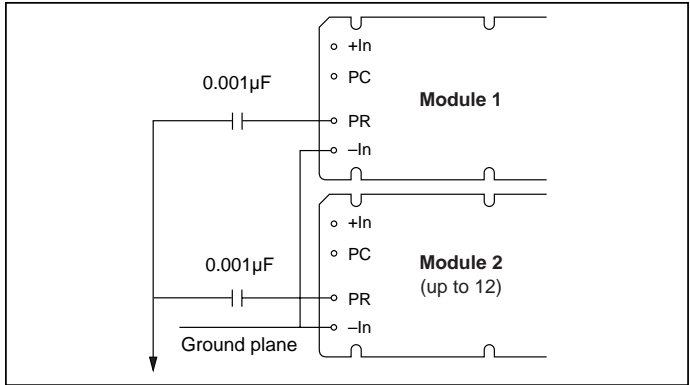 +In
PC
0.001µF
Module 1
PR
–In
+In
PC
0.001µF
Module 2
(up to 12)
PR
–In
Ground plane